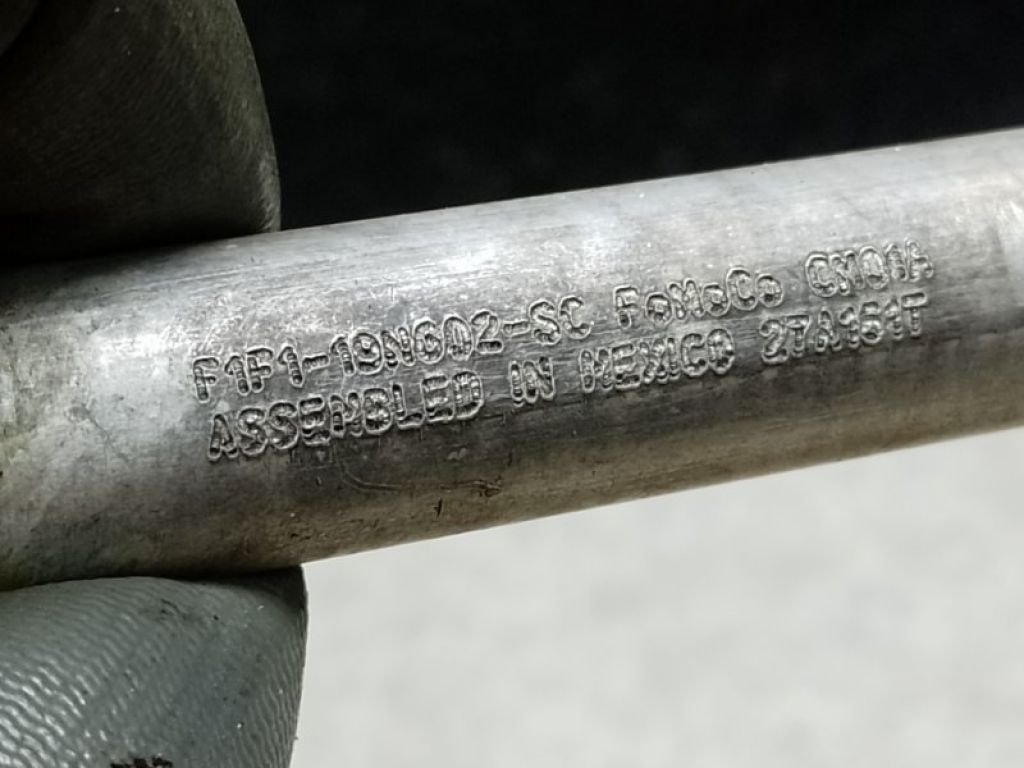 F1F1-19N602-SC FoMoCo CM01A
ASSEMBLED IN MEXICO 27A151T